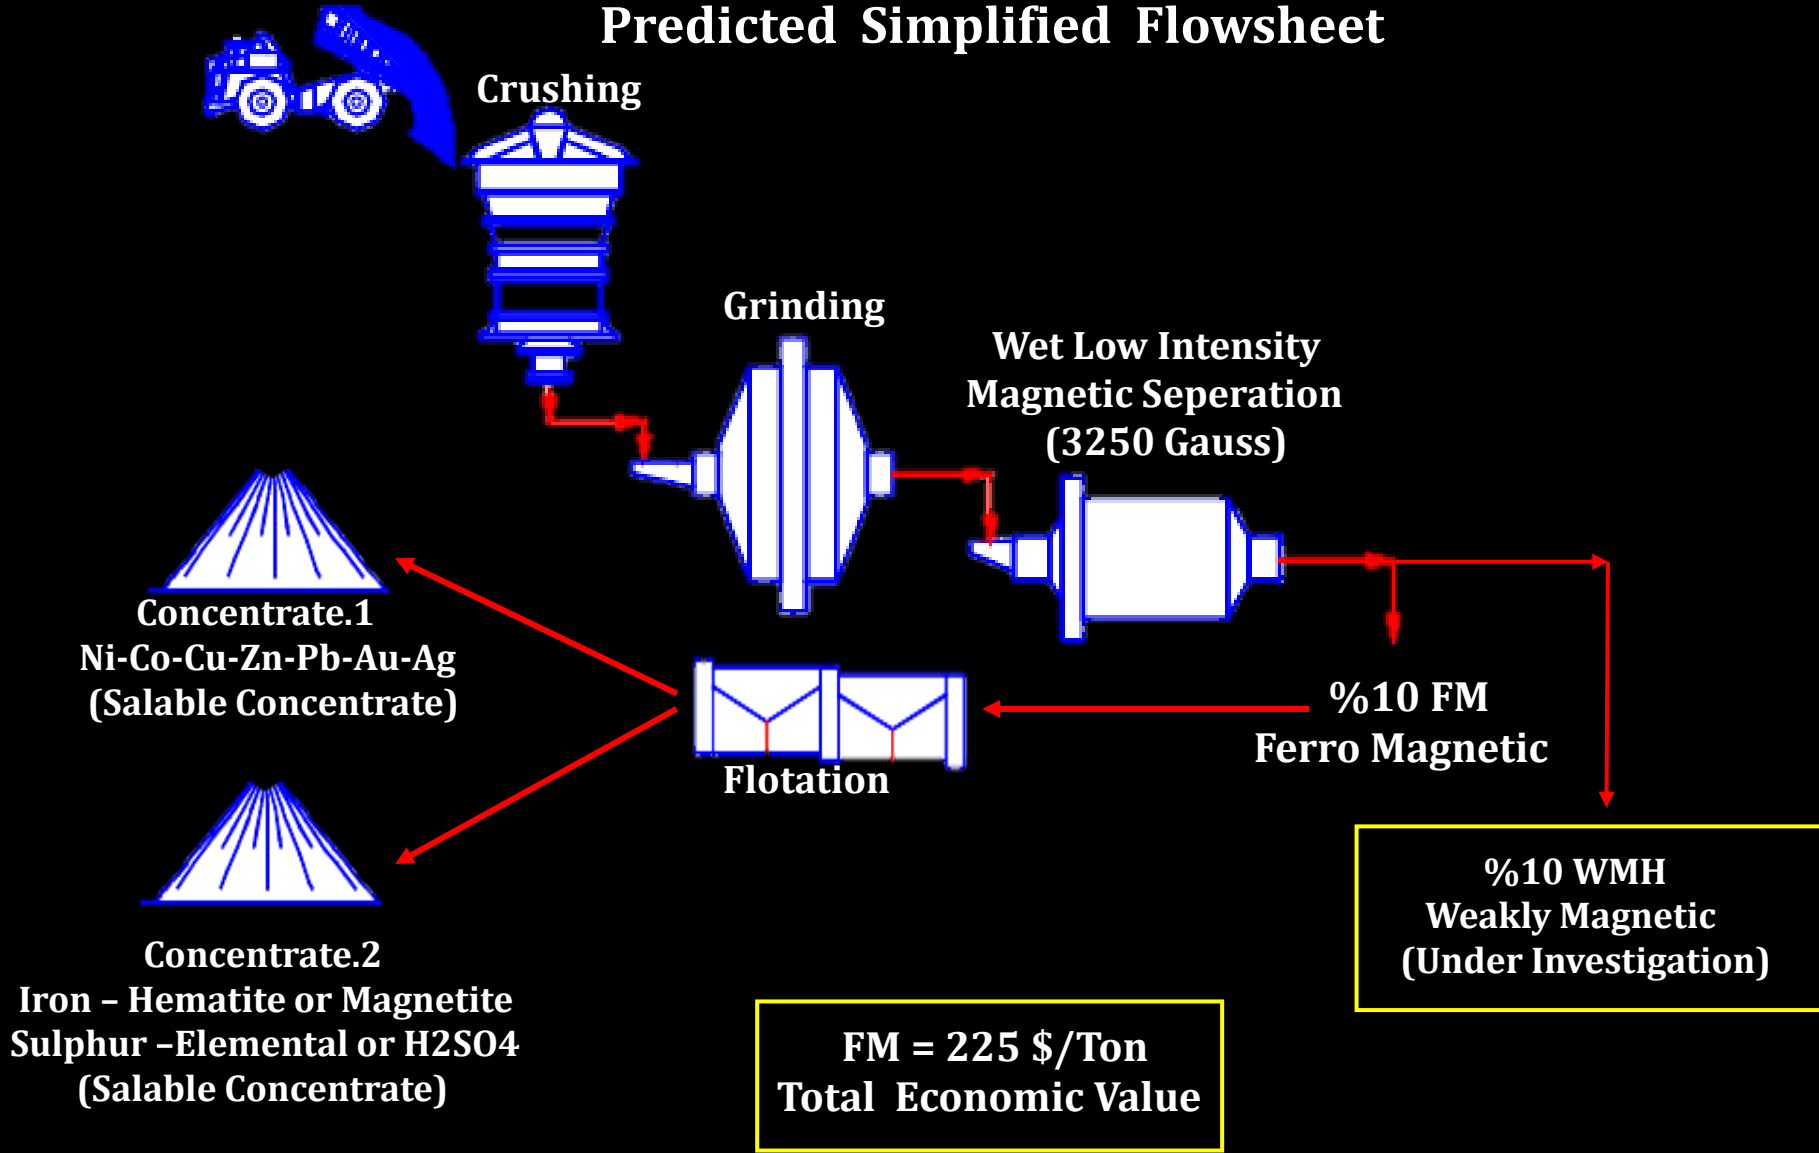 Predicted Simplified Flowsheet
Crushing
Grinding
Wet Low Intensity
Magnetic Seperation
(3250 Gauss)
Concentrate.1
Ni-Co-Cu-Zn-Pb-Au-Ag
(Salable Concentrate)
Flotation
%10 FM
Ferro Magnetic
%10 WMH
Weakly Magnetic
(Under Investigation)
Concentrate.2
Iron – Hematite or Magnetite
Sulphur –Elemental or H2SO4
(Salable Concentrate)
FM = 225 $/Ton
Total Economic Value